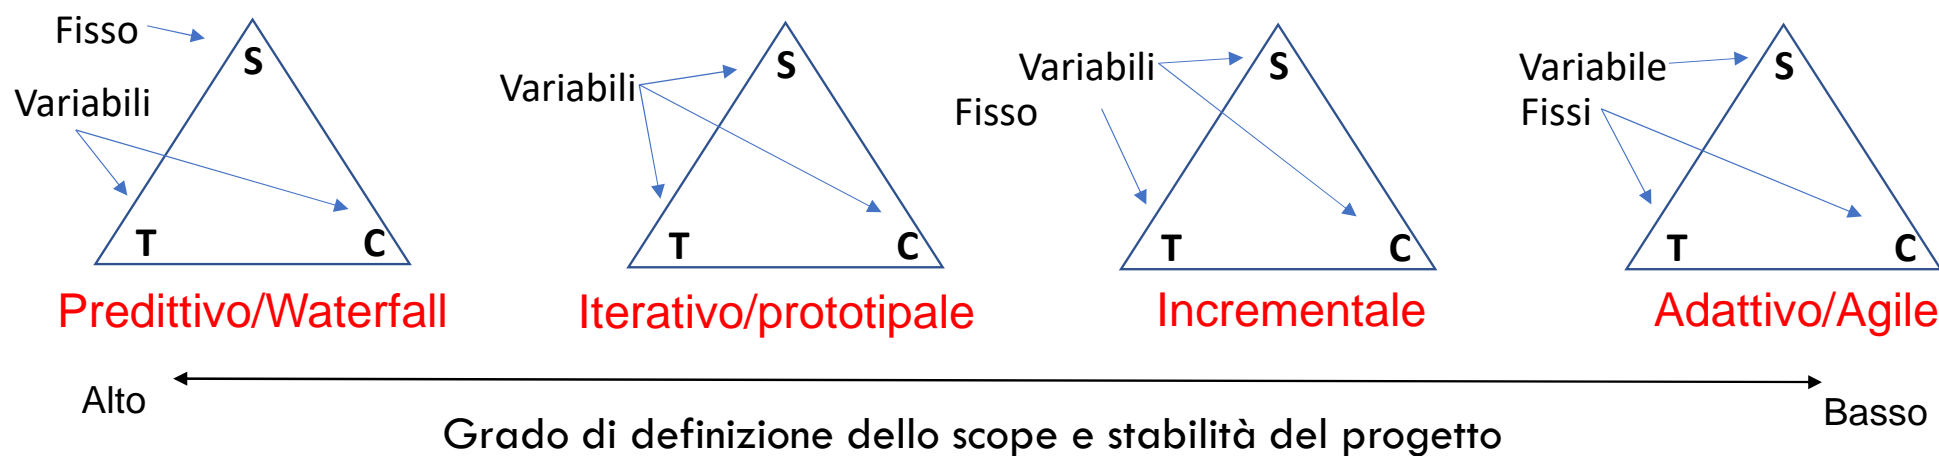 Fisso
Variabili
S
T
C
Predittivo/Waterfall
Variabili
S
T
C
Iterativo/prototipale
Variabili
Fisso
S
T
C
Incrementale
Variabile
Fissi
S
T
C
Adattivo/Agile
Alto
Basso
Grado di definizione dello scope e stabilità del progetto